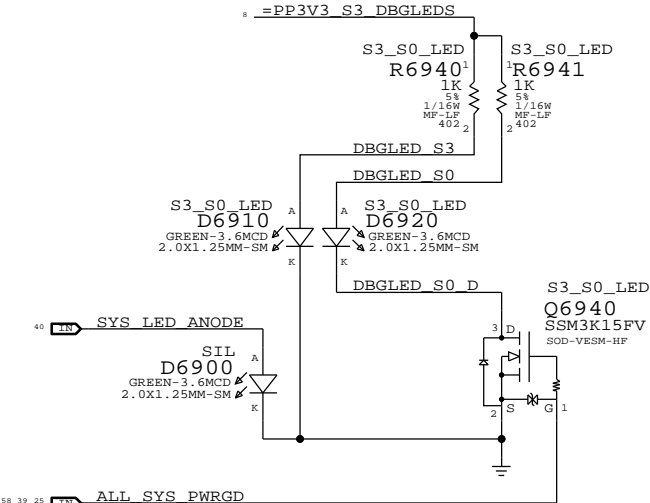 8 =PP3V3_S3_DBGLEDS
S3_S0_LED
R6940
1K
5%
1/16W
MF-LF
402
1
2
S3_S0_LED
R6941
1K
5%
1/16W
MF-LF
402
1
2
DBGLED_S3
DBGLED_S0
S3_S0_LED
D6910
GREEN-3.6MCD
2.0X1.25MM-SM
A
K
S3_S0_LED
D6920
GREEN-3.6MCD
2.0X1.25MM-SM
A
K
DBGLED_S0_D
S3_S0_LED
Q6940
SSM3K15FV
SOD-VESM-HF
3 D
2 S
G 1
40 IN SYS_LED_ANODE
SIL
D6900
GREEN-3.6MCD
2.0X1.25MM-SM
A
K
58 39 25 IN ALL_SYS_PWRGD